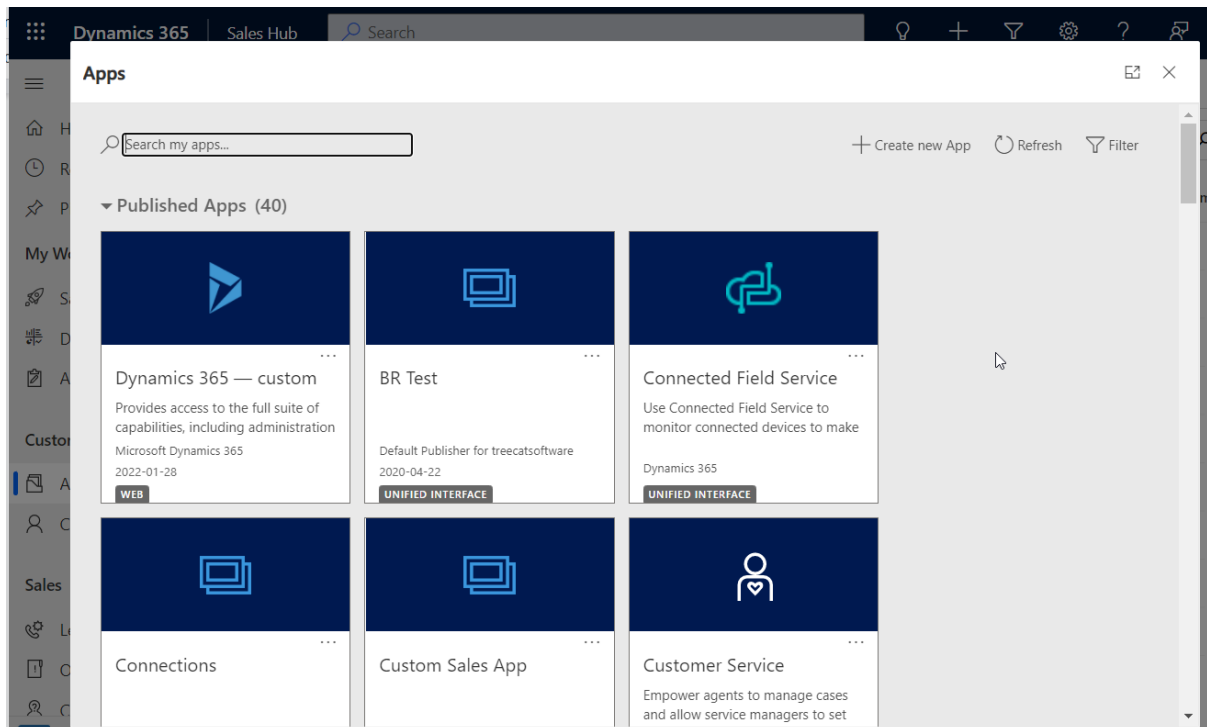 Dynamics 365 Sales Hub Search
Apps
Search my apps...
Create new App Refresh Filter
Published Apps (40)
My
Sales
Dynamics 365 — custom
Provides access to the full suite of
capabilities, including administration
Microsoft Dynamics 365
2022-01-28
WEB
BR Test
Default Publisher for treecatsoftware
2020-04-22
UNIFIED INTERFACE
Connected Field Service
Use Connected Field Service to
monitor connected devices to make
Dynamics 365
UNIFIED INTERFACE
Connections
Custom Sales App
Customer Service
Empower agents to manage cases
and allow service managers to set